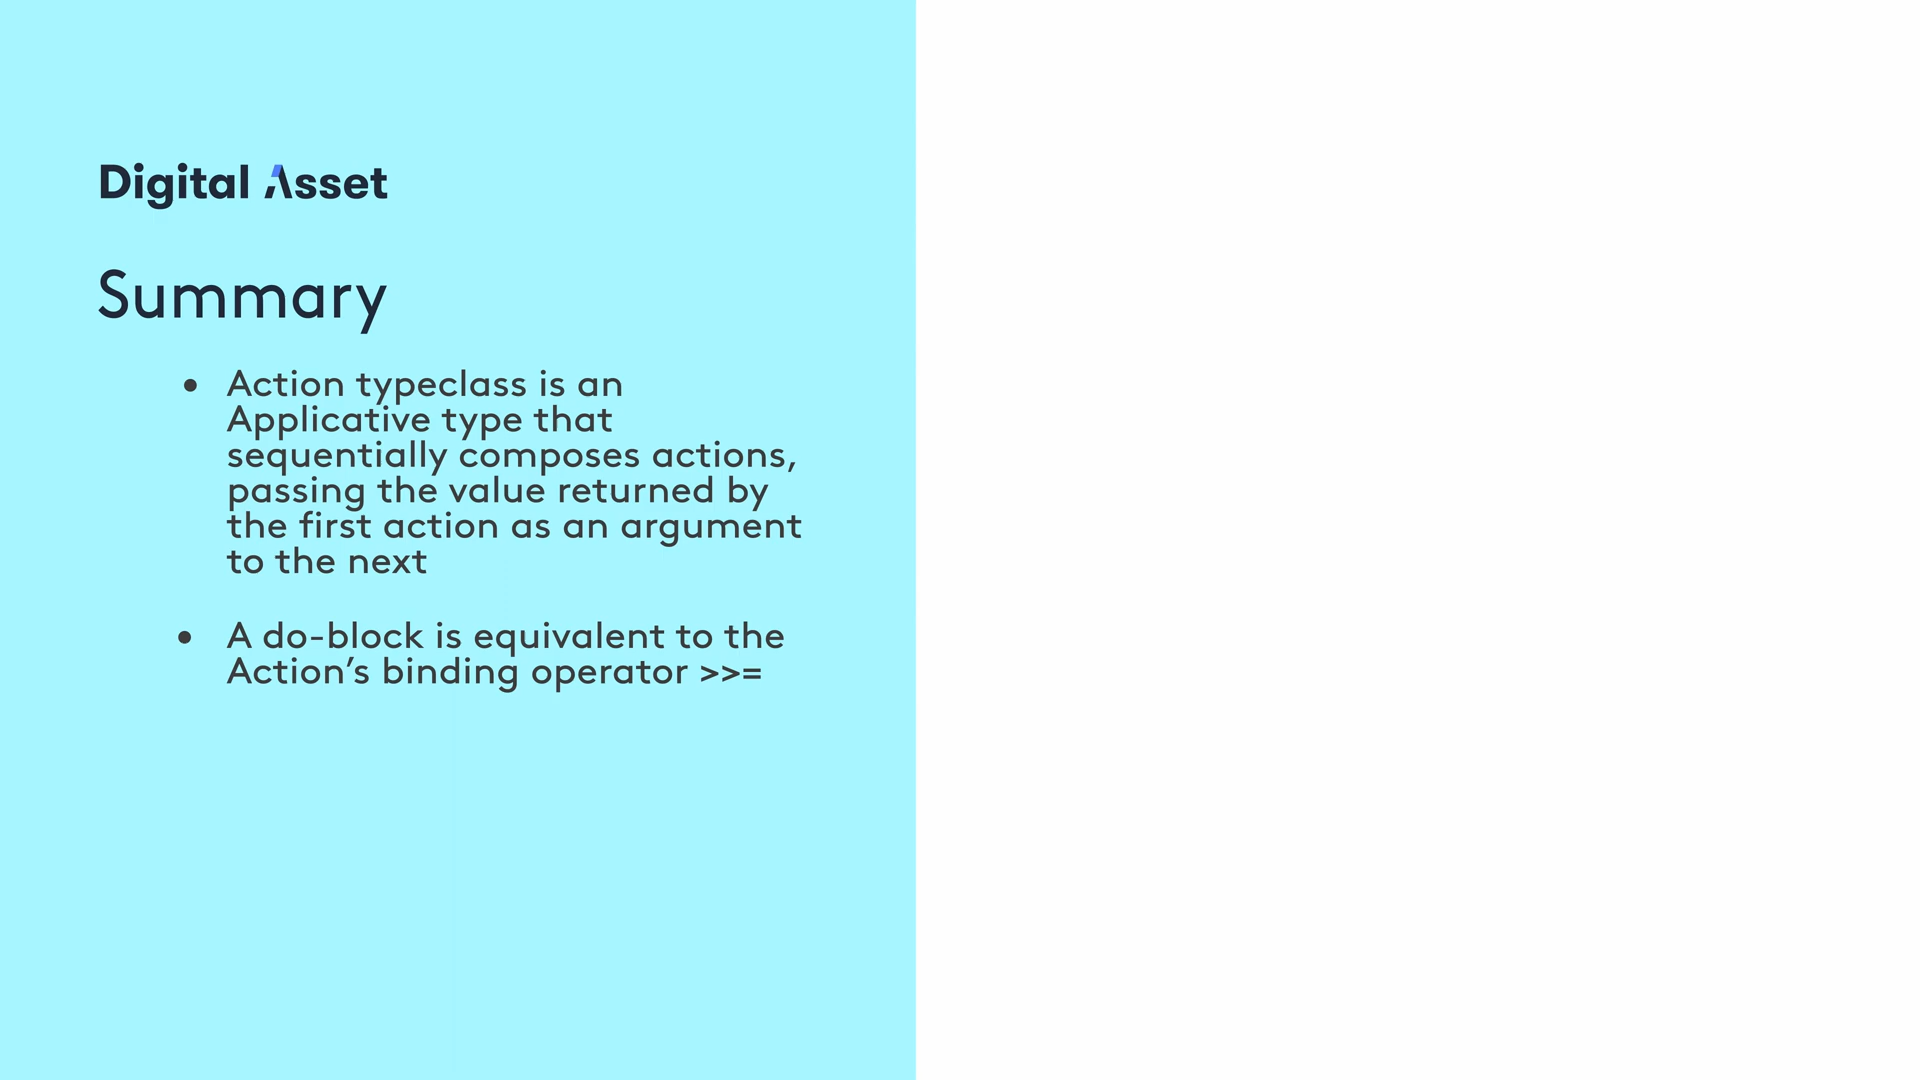 Digital Asset
Summary
• Action typeclass is an
Applicative type that
sequentially composes actions,
passing the value returned by
the first action as an argument
to the next
• A do-block is equivalent to the
Action’s binding operator >>=